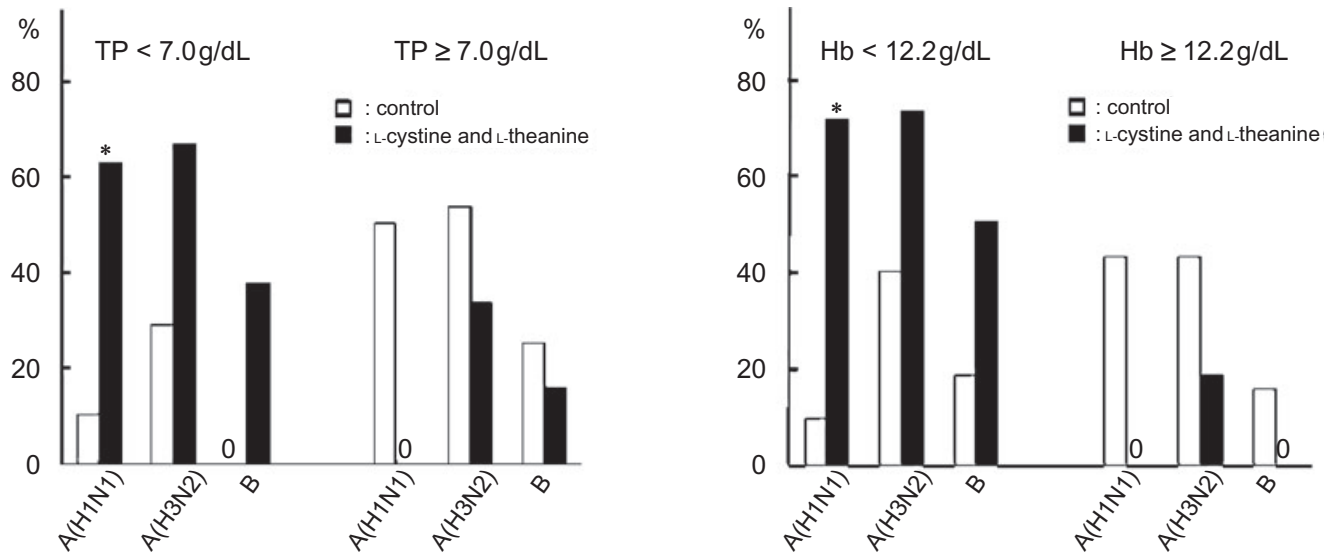 %
TP < 7.0 g/dL
TP ≥ 7.0 g/dL
80
: control
: L-cystine and L-theanine
*
60
40
20
0
0
0
A(H1N1)
A(H3N2)
B
A(H1N1)
A(H3N2)
B
%
Hb < 12.2 g/dL
Hb ≥ 12.2 g/dL
80
: control
: L-cystine and L-theanine
*
60
40
20
0
0
0
A(H1N1)
A(H3N2)
B
A(H1N1)
A(H3N2)
B